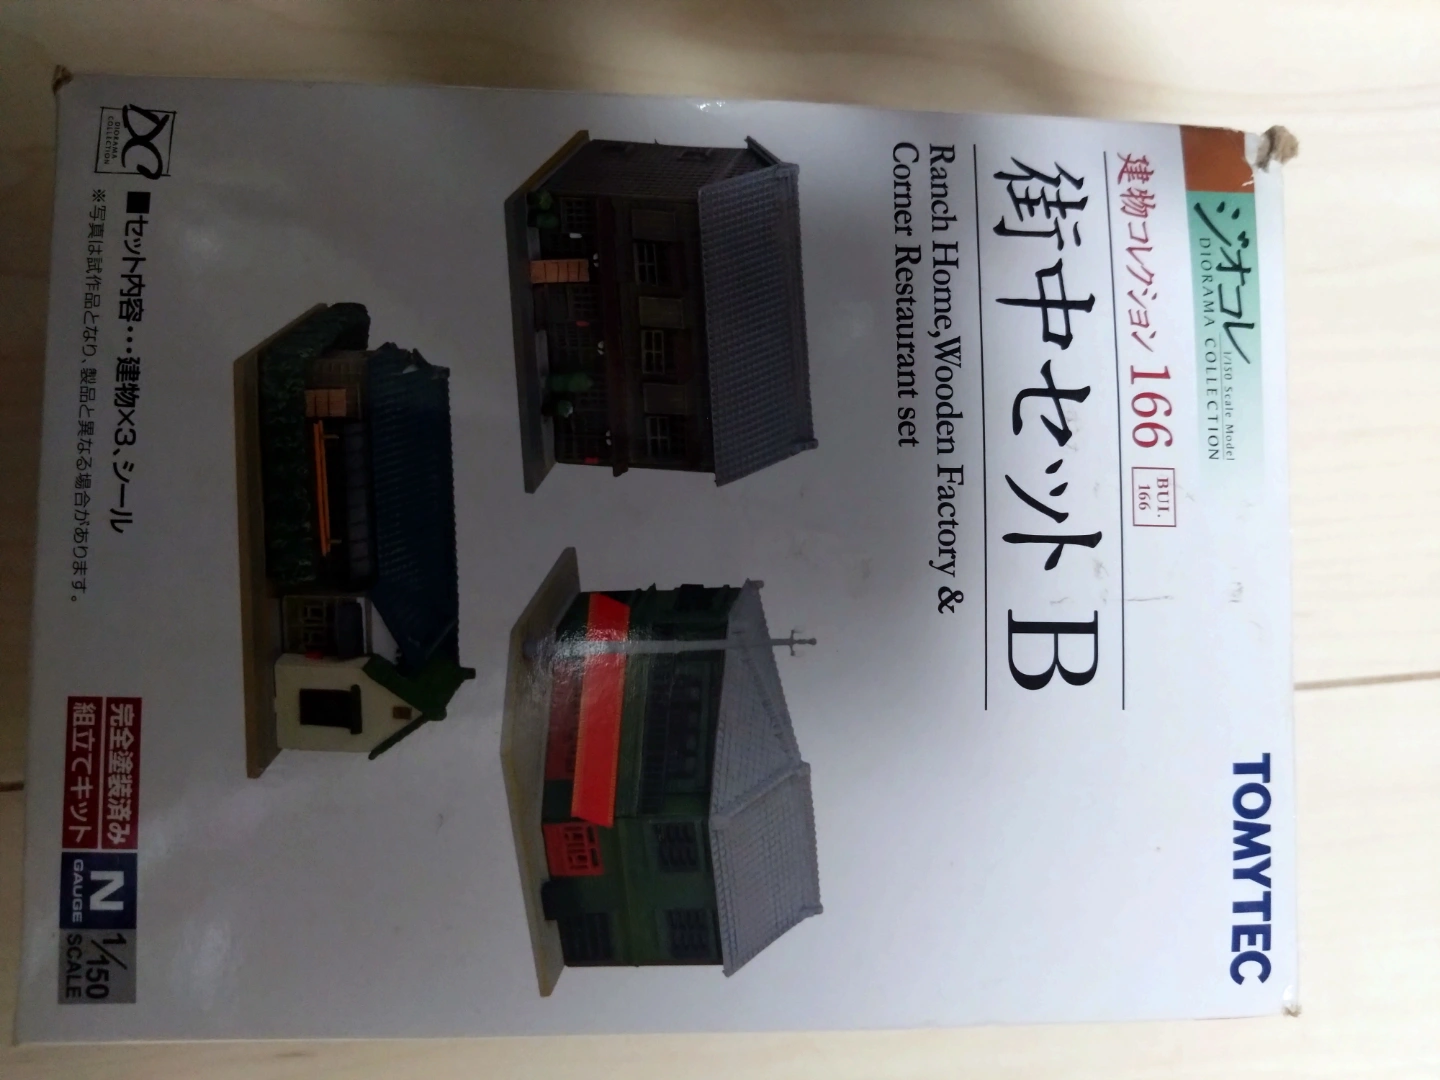 ジオコレ
1/150 Scale Model
DIORAMA COLLECTION
TOMYTEC
建物コレクション 166 BUI. 166
街中セットB
Ranch Home,Wooden Factory &
Corner Restaurant set
DC
DIORAMA
COLLECTION
■セット内容・・・建物×3、シール
※写真は試作品となり、製品と異なる場合があります。
完全塗装済み
組立てキット
N
GAUGE
1/150
SCALE